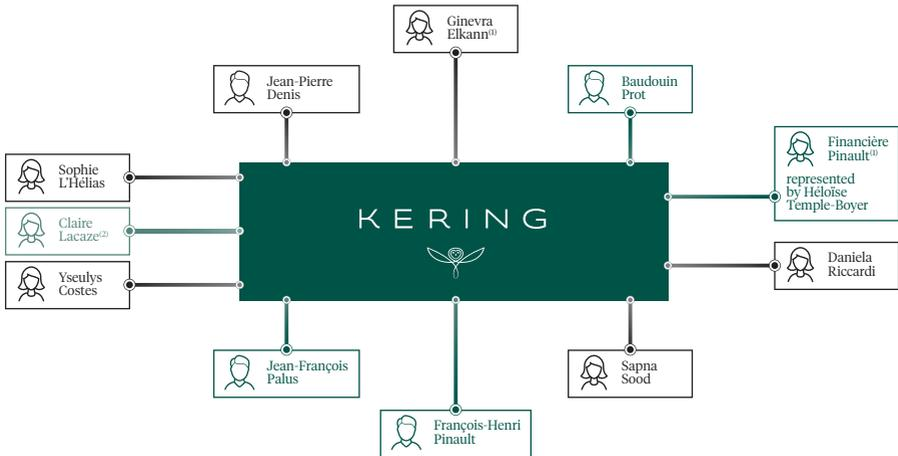 Ginevra
Elkann(1)
Jean-Pierre
Denis
Baudouin
Prot
Financière
Pinault(1)
represented
by Héloïse
Temple-Boyer
Sophie
L'Hélias
Claire
Lacaze(2)
KERING
Daniela
Riccardi
Yseulys
Costes
Jean-François
Palus
Sapna
Sood
François-Henri
Pinault